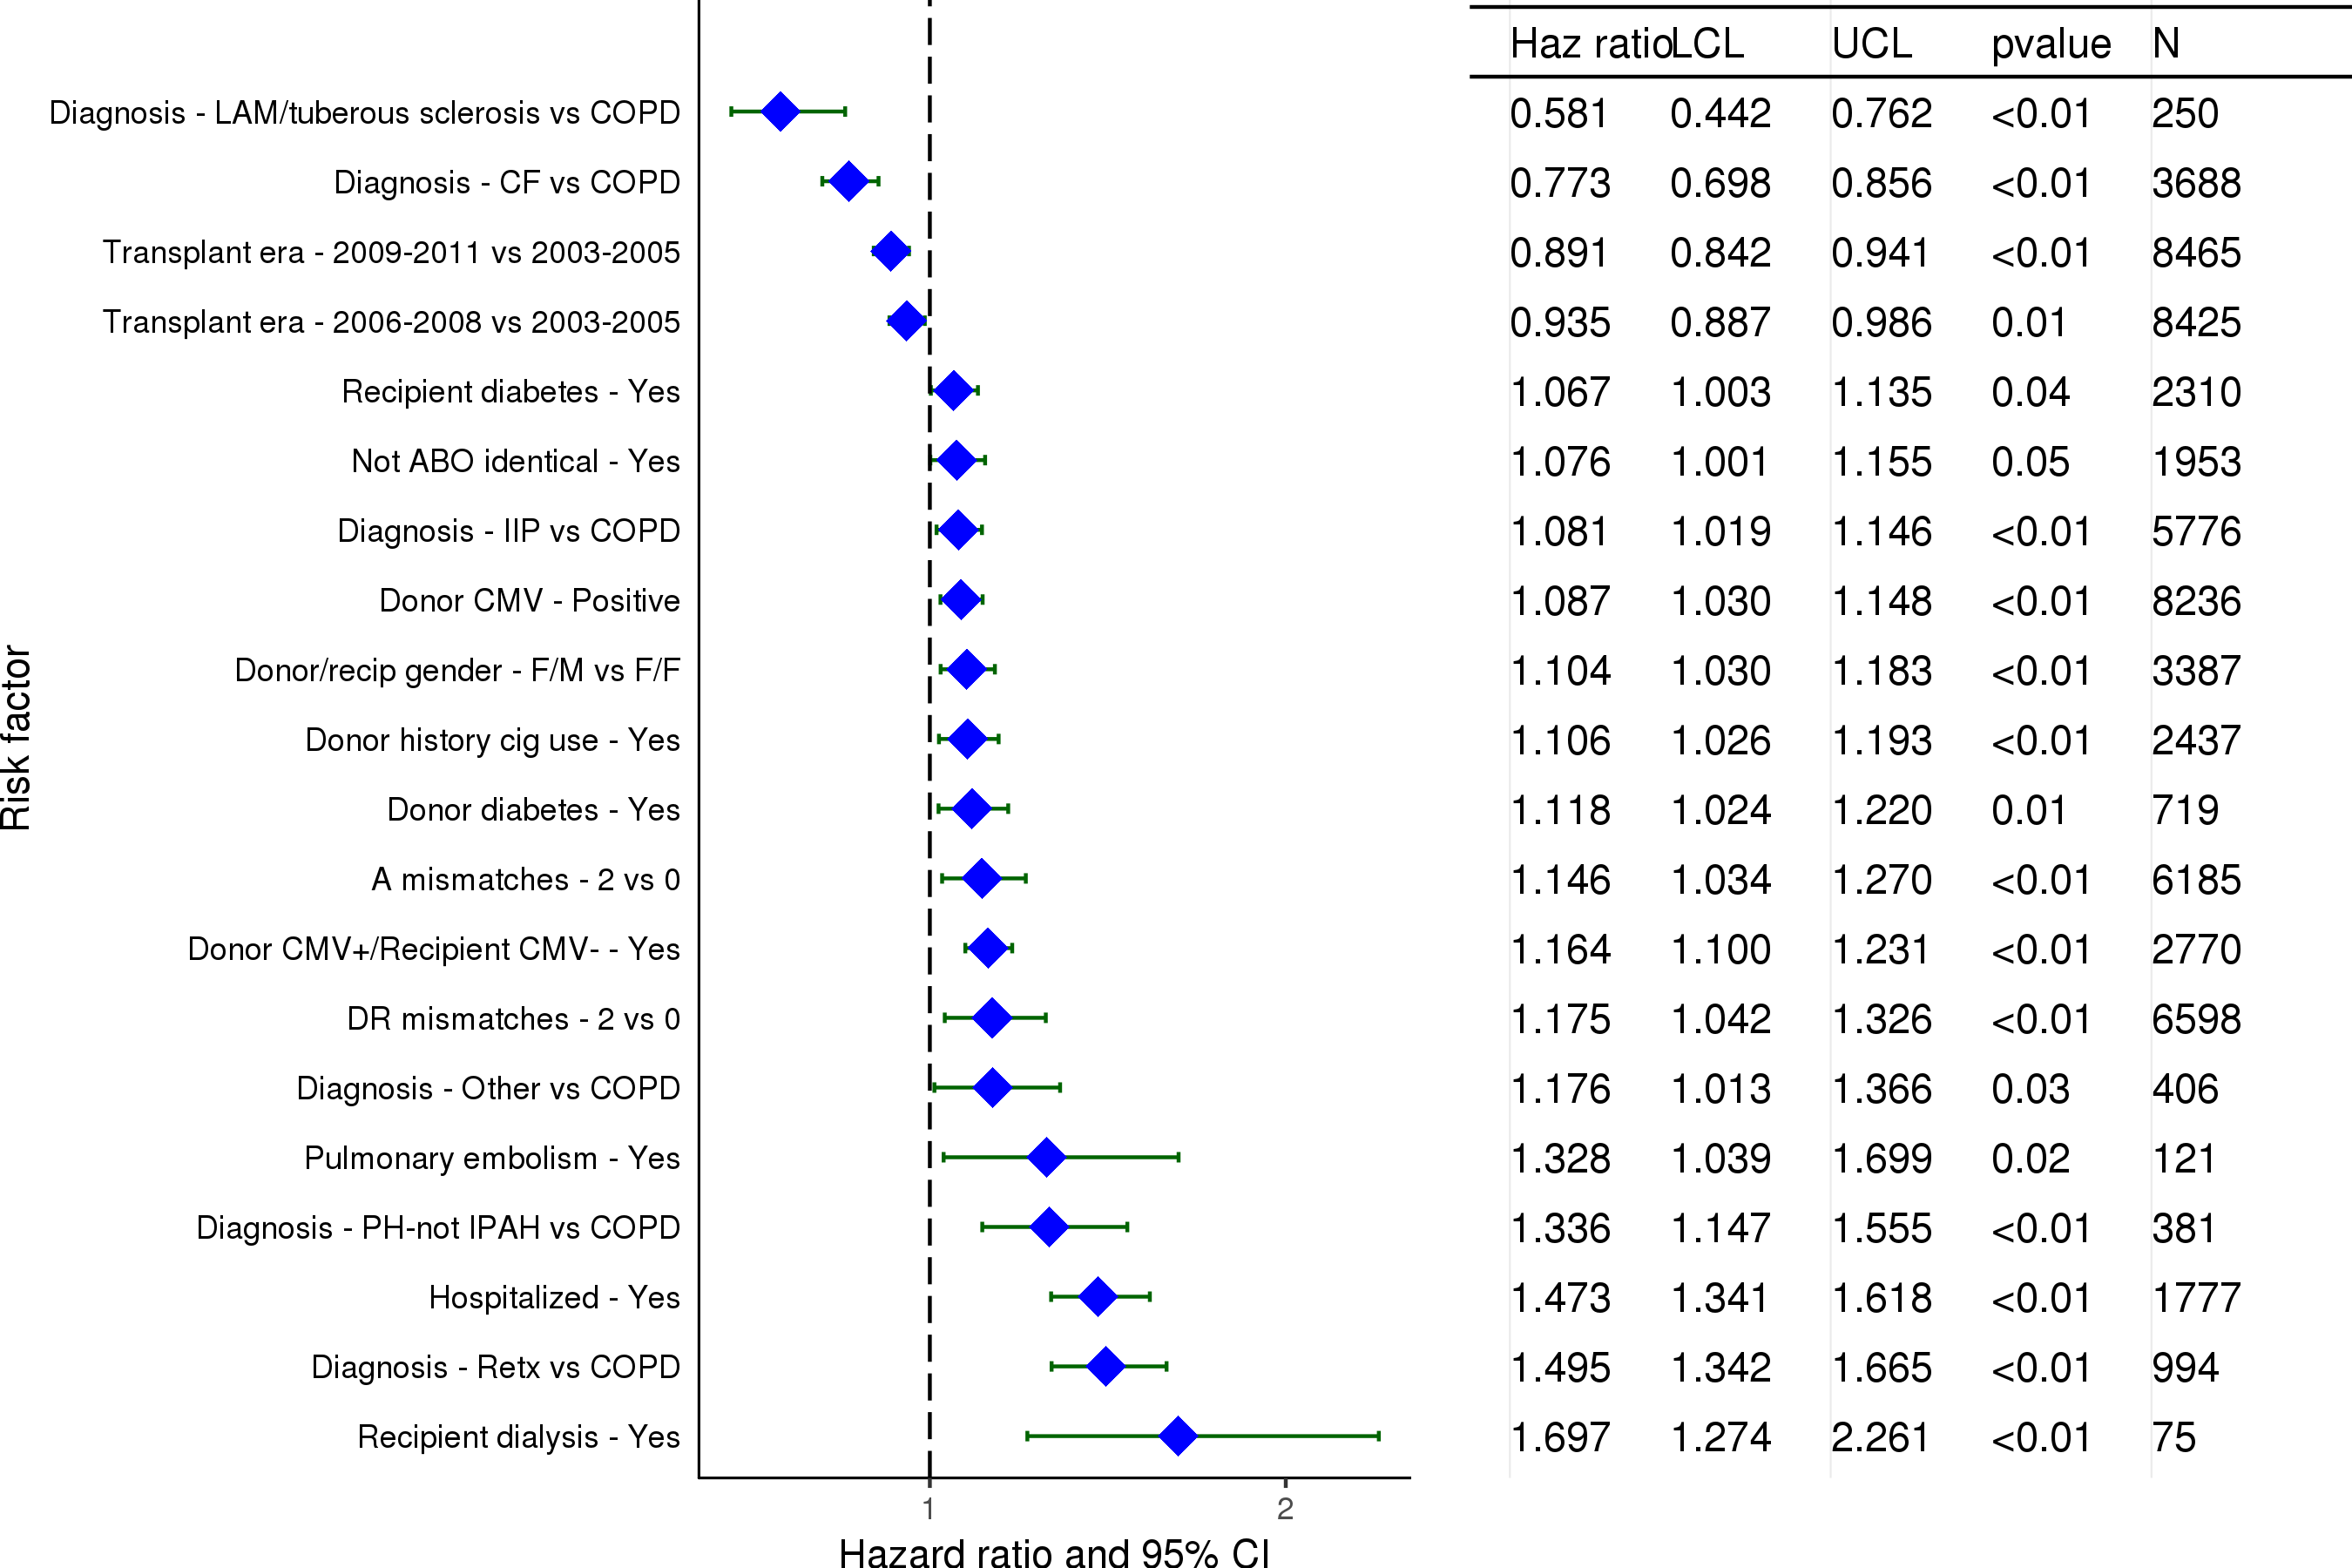 Haz ratio LCL UCL pvalue N
Diagnosis - LAM/tuberous sclerosis vs COPD 0.581 0.442 0.762 <0.01 250
Diagnosis - CF vs COPD 0.773 0.698 0.856 <0.01 3688
Transplant era - 2009-2011 vs 2003-2005 0.891 0.842 0.941 <0.01 8465
Transplant era - 2006-2008 vs 2003-2005 0.935 0.887 0.986 0.01 8425
Recipient diabetes - Yes 1.067 1.003 1.135 0.04 2310
Not ABO identical - Yes 1.076 1.001 1.155 0.05 1953
Diagnosis - IIP vs COPD 1.081 1.019 1.146 <0.01 5776
Donor CMV - Positive 1.087 1.030 1.148 <0.01 8236
Donor/recip gender - F/M vs F/F 1.104 1.030 1.183 <0.01 3387
Donor history cig use - Yes 1.106 1.026 1.193 <0.01 2437
Donor diabetes - Yes 1.118 1.024 1.220 0.01 719
A mismatches - 2 vs 0 1.146 1.034 1.270 <0.01 6185
Donor CMV+/Recipient CMV- - Yes 1.164 1.100 1.231 <0.01 2770
DR mismatches - 2 vs 0 1.175 1.042 1.326 <0.01 6598
Diagnosis - Other vs COPD 1.176 1.013 1.366 0.03 406
Pulmonary embolism - Yes 1.328 1.039 1.699 0.02 121
Diagnosis - PH-not IPAH vs COPD 1.336 1.147 1.555 <0.01 381
Hospitalized - Yes 1.473 1.341 1.618 <0.01 1777
Diagnosis - Retx vs COPD 1.495 1.342 1.665 <0.01 994
Recipient dialysis - Yes 1.697 1.274 2.261 <0.01 75
Risk factor
1 2
Hazard ratio and 95% CI